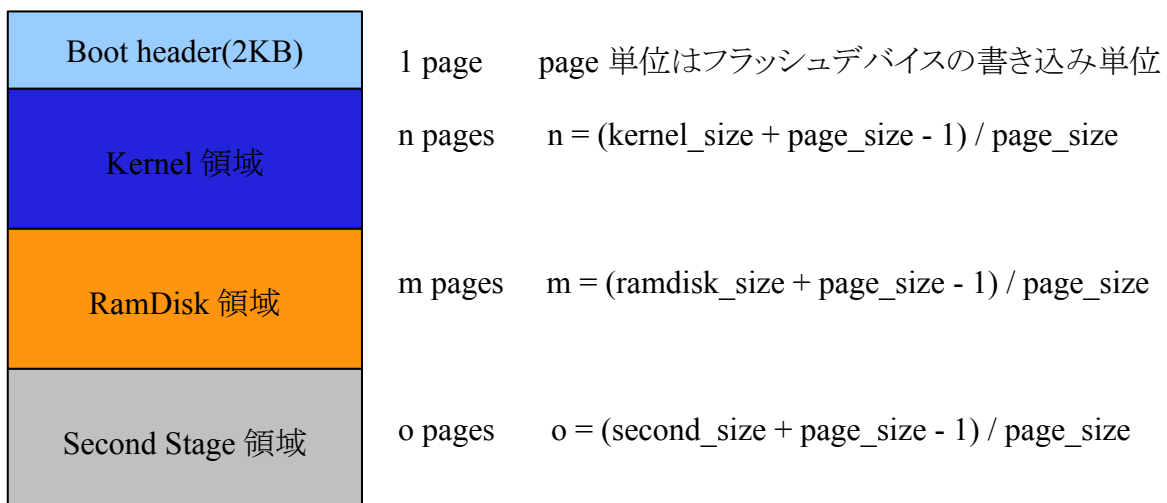 Boot header(2KB)
1 page page 単位はフラッシュデバイスの書き込み単位
Kernel 領域
n pages n = (kernel_size + page_size - 1) / page_size
RamDisk 領域
m pages m = (ramdisk_size + page_size - 1) / page_size
Second Stage 領域
o pages o = (second_size + page_size - 1) / page_size